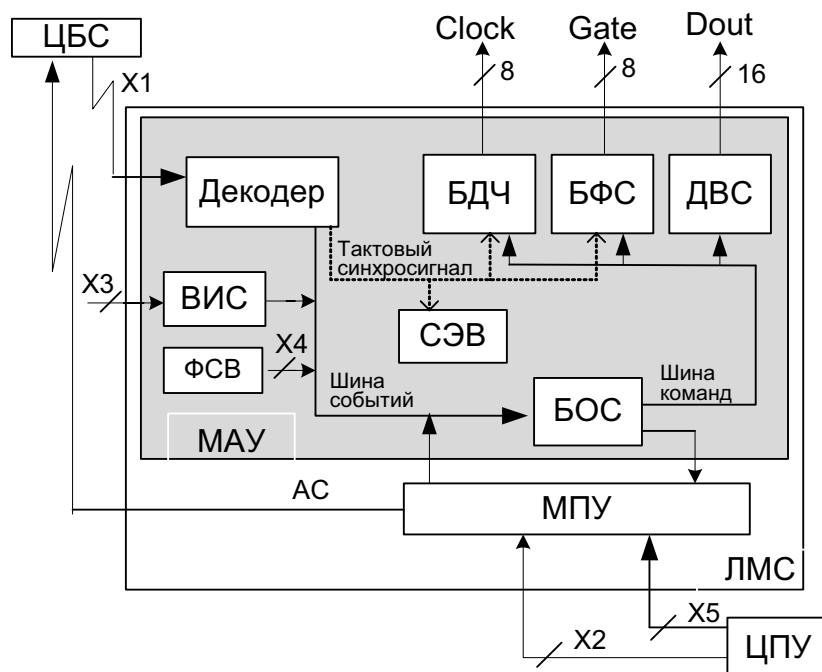 ЦБС
X1
Clock
Gate
Dout
8
8
16
Декодер
БДЧ
БФС
ДВС
Тактовый
синхросигнал
X3
ВИС
СЭВ
ФСВ
X4
Шина
событий
БОС
Шина
команд
МАУ
АС
МПУ
ЛМС
X2
X5
ЦПУ